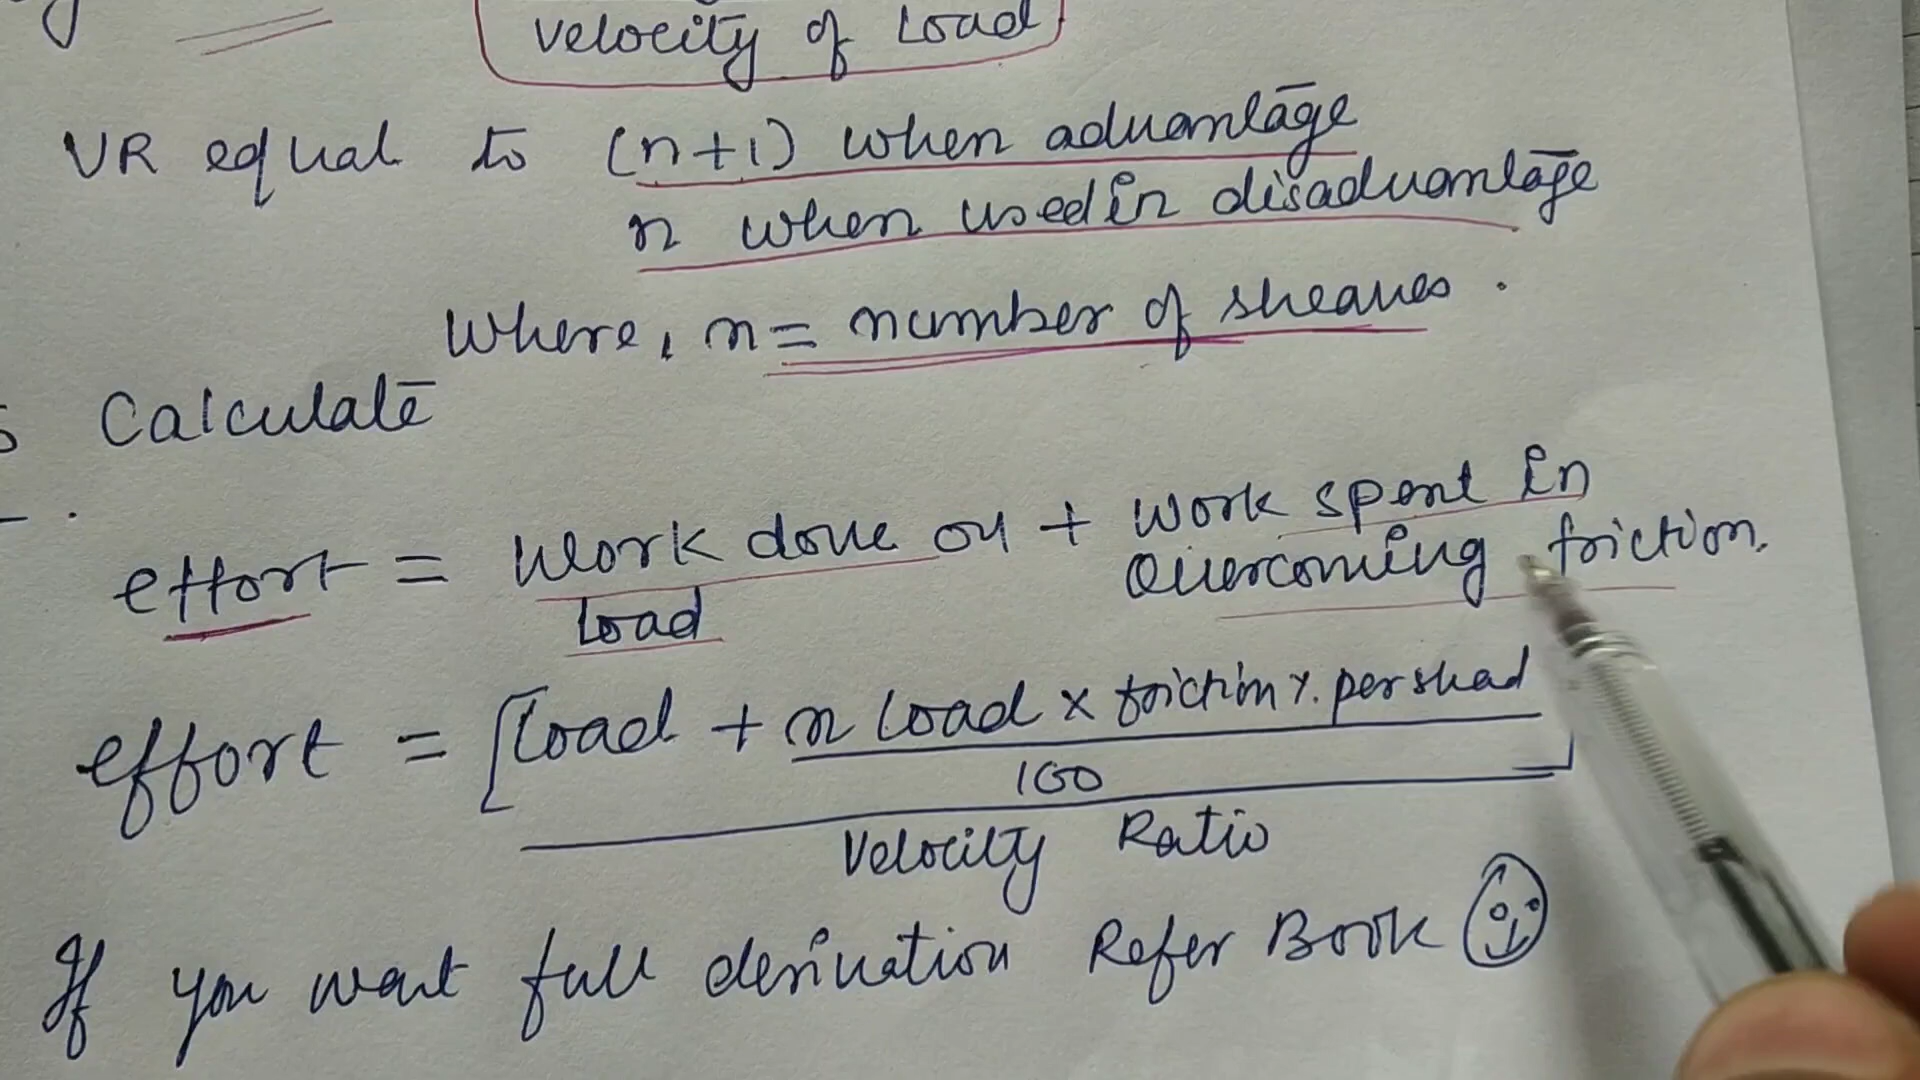 velocity of Load
VR equal to (n+1) when advantage
n when used in disadvantage
Where, n = number of sheaves.
Calculate
effort = Work done on + work spent in
Load overcoming friction.
effort = [Load + n load x friction %. per shead
100
Velocity Ratio
If you want full derivation Refer Book